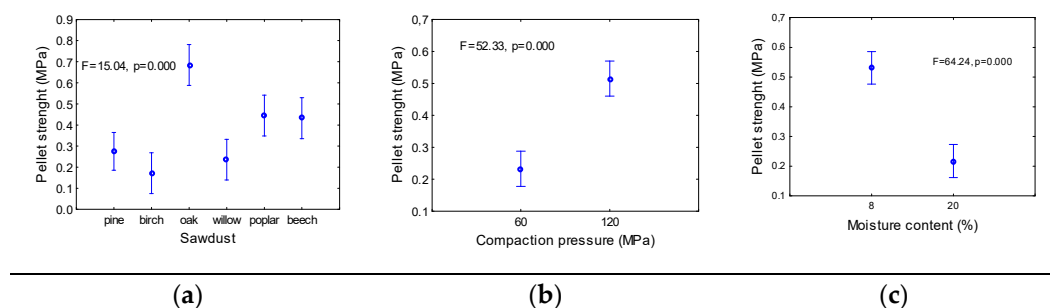 Pellet strenght (MPa)
0.9
0.8
0.7
0.6
0.5
0.4
0.3
0.2
0.1
0.0
F=15.04, p=0.000
pine birch oak willow poplar beech
Sawdust
(a)
Pellet strenght (MPa)
0,7
0.6
0.5
0.4
0.3
0.2
0.1
F=52.33, p=0.000
60 120
Compaction pressure (MPa)
(b)
Pellet strenght (MPa)
0,7
0.6
0.5
0.4
0.3
0.2
0.1
F=64.24, p=0.000
8 20
Moisture content (%)
(c)